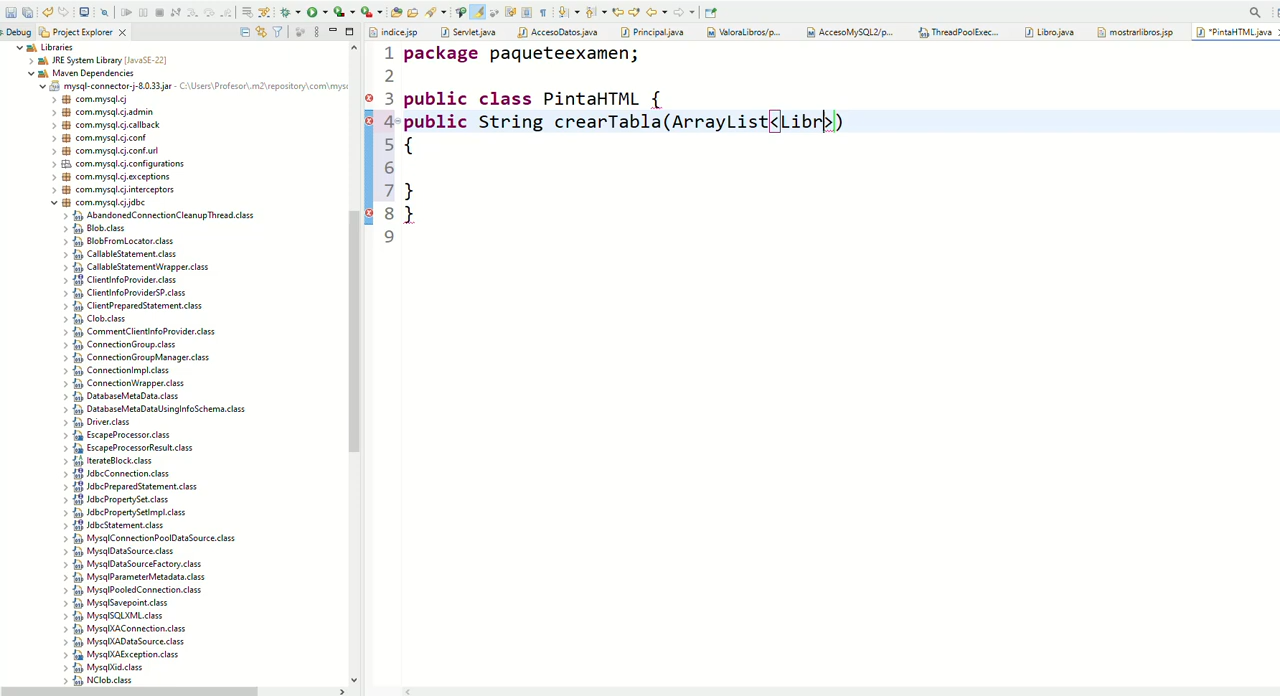 Debug
Project Explorer
indice.jsp
Servlet.java
AccesoDatos.java
Principal.java
ValoraLibros/p...
AccesoMySQL2/p...
ThreadPoolExec...
Libro.java
mostrarlibros.jsp
*PintaHTML.java
Libraries
JRE System Library [JavaSE-22]
Maven Dependencies
mysql-connector-j-8.0.33.jar - C:\Users\Profesor\.m2\repository\com\mysc
com.mysql.cj
com.mysql.cj.admin
com.mysql.cj.callback
com.mysql.cj.conf
com.mysql.cj.conf.url
com.mysql.cj.configurations
com.mysql.cj.exceptions
com.mysql.cj.interceptors
com.mysql.cj.jdbc
AbandonedConnectionCleanupThread.class
Blob.class
BlobFromLocator.class
CallableStatement.class
CallableStatementWrapper.class
ClientInfoProvider.class
ClientInfoProviderSP.class
ClientPreparedStatement.class
Clob.class
CommentClientInfoProvider.class
ConnectionGroup.class
ConnectionGroupManager.class
ConnectionImpl.class
ConnectionWrapper.class
DatabaseMetaData.class
DatabaseMetaDataUsingInfoSchema.class
Driver.class
EscapeProcessor.class
EscapeProcessorResult.class
IterateBlock.class
JdbcConnection.class
JdbcPreparedStatement.class
JdbcPropertySet.class
JdbcPropertySetImpl.class
JdbcStatement.class
MysqlConnectionPoolDataSource.class
MysqlDataSource.class
MysqlDataSourceFactory.class
MysqlParameterMetadata.class
MysqlPooledConnection.class
MysqlSavepoint.class
MysqlSQLXML.class
MysqlXAConnection.class
MysqlXADataSource.class
MysqlXAException.class
MysqlXid.class
NClob.class
1 package paqueteexamen;
2
3 public class PintaHTML {
4 public String crearTabla(ArrayList<Libr>)
5 {
6
7 }
8 }
9